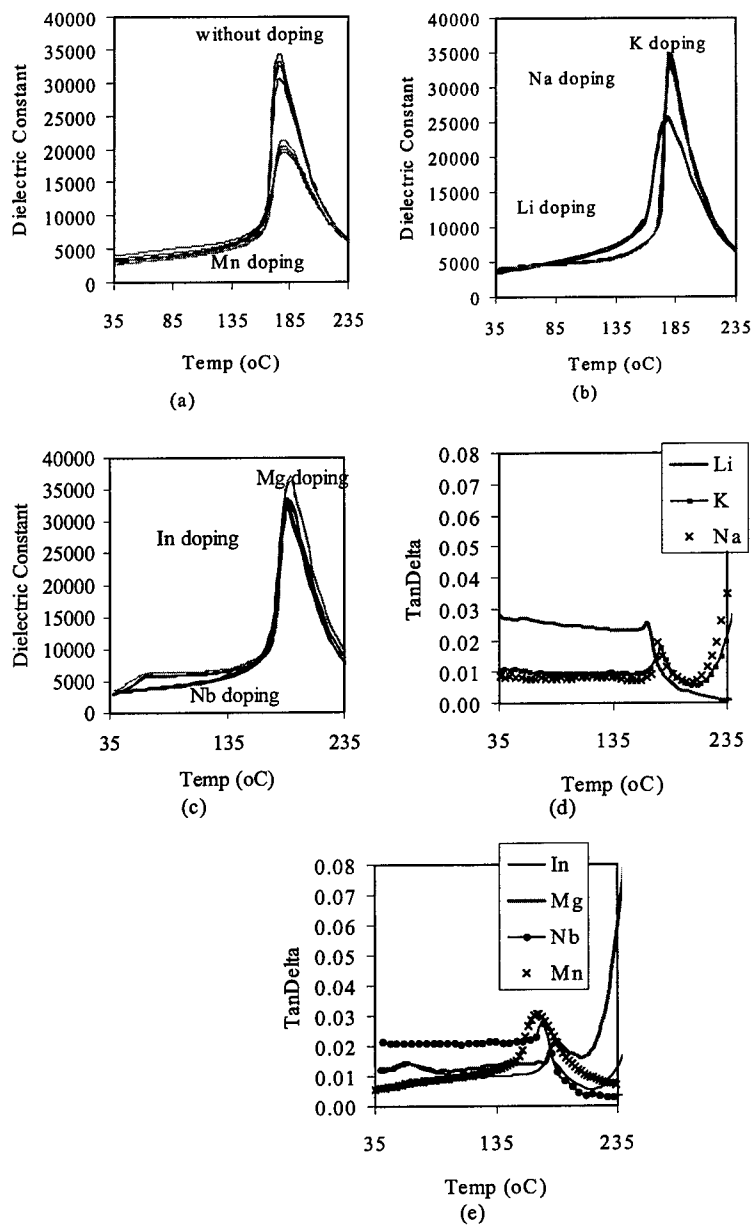 without doping
Dielectric Constant
40000
35000
30000
25000
20000
15000
10000
5000
0
Mn doping
35 85 135 185 235
Temp (oC)
(a)
K doping
Na doping
Dielectric Constant
40000
35000
30000
25000
20000
15000
10000
5000
0
Li doping
35 85 135 185 235
Temp (oC)
(b)
Mg doping
In doping
Dielectric Constant
40000
35000
30000
25000
20000
15000
10000
5000
0
Nb doping
35 135 235
Temp (oC)
(c)
TanDelta
0.08
0.07
0.06
0.05
0.04
0.03
0.02
0.01
0.00
Li
K
Na
35 135 235
Temp (oC)
(d)
TanDelta
0.08
0.07
0.06
0.05
0.04
0.03
0.02
0.01
0.00
In
Mg
Nb
Mn
35 135 235
Temp (oC)
(e)